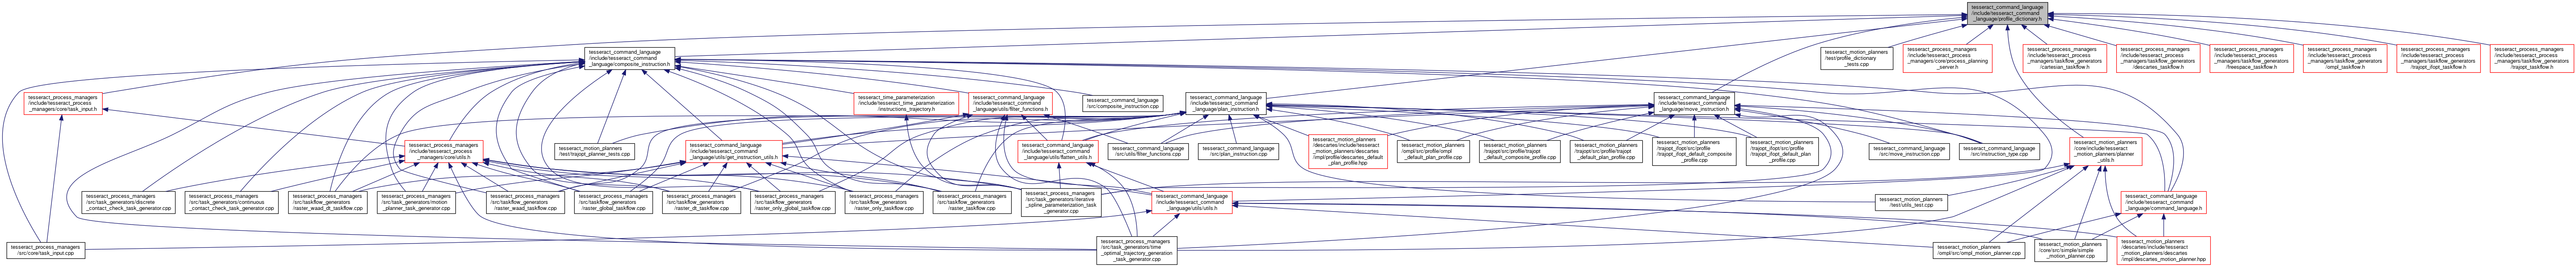 tesseract_command_language
/include/tesseract_command
_language/profile_dictionary.h
tesseract_command_language
/include/tesseract_command
_language/composite_instruction.h
tesseract_motion_planners
/test/profile_dictionary
_tests.cpp
tesseract_process_managers
/include/tesseract_process
_managers/core/process_planning
_server.h
tesseract_process_managers
/include/tesseract_process
_managers/taskflow_generators
/cartesian_taskflow.h
tesseract_process_managers
/include/tesseract_process
_managers/taskflow_generators
/descartes_taskflow.h
tesseract_process_managers
/include/tesseract_process
_managers/taskflow_generators
/freespace_taskflow.h
tesseract_process_managers
/include/tesseract_process
_managers/taskflow_generators
/ompl_taskflow.h
tesseract_process_managers
/include/tesseract_process
_managers/taskflow_generators
/trajopt_ifopt_taskflow.h
tesseract_process_managers
/include/tesseract_process
_managers/taskflow_generators
/trajopt_taskflow.h
tesseract_process_managers
/include/tesseract_process
_managers/core/task_input.h
tesseract_time_parameterization
/include/tesseract_time_parameterization
/instructions_trajectory.h
tesseract_command_language
/include/tesseract_command
_language/utils/filter_functions.h
tesseract_command_language
/src/composite_instruction.cpp
tesseract_command_language
/include/tesseract_command
_language/plan_instruction.h
tesseract_command_language
/include/tesseract_command
_language/move_instruction.h
tesseract_process_managers
/include/tesseract_process
_managers/core/utils.h
tesseract_motion_planners
/test/trajopt_planner_tests.cpp
tesseract_command_language
/include/tesseract_command
_language/utils/get_instruction_utils.h
tesseract_command_language
/include/tesseract_command
_language/utils/flatten_utils.h
tesseract_command_language
/src/utils/filter_functions.cpp
tesseract_command_language
/src/plan_instruction.cpp
tesseract_motion_planners
/descartes/include/tesseract
_motion_planners/descartes
/impl/profile/descartes_default
_plan_profile.hpp
tesseract_motion_planners
/ompl/src/profile/ompl
_default_plan_profile.cpp
tesseract_motion_planners
/trajopt/src/profile/trajopt
_default_composite_profile.cpp
tesseract_motion_planners
/trajopt/src/profile/trajopt
_default_plan_profile.cpp
tesseract_motion_planners
/trajopt_ifopt/src/profile
/trajopt_ifopt_default_composite
_profile.cpp
tesseract_motion_planners
/trajopt_ifopt/src/profile
/trajopt_ifopt_default_plan
_profile.cpp
tesseract_command_language
/src/move_instruction.cpp
tesseract_command_language
/src/instruction_type.cpp
tesseract_motion_planners
/core/include/tesseract
_motion_planners/planner
_utils.h
tesseract_process_managers
/src/task_generators/discrete
_contact_check_task_generator.cpp
tesseract_process_managers
/src/task_generators/continuous
_contact_check_task_generator.cpp
tesseract_process_managers
/src/taskflow_generators
/raster_waad_dt_taskflow.cpp
tesseract_process_managers
/src/task_generators/motion
_planner_task_generator.cpp
tesseract_process_managers
/src/taskflow_generators
/raster_waad_taskflow.cpp
tesseract_process_managers
/src/taskflow_generators
/raster_global_taskflow.cpp
tesseract_process_managers
/src/taskflow_generators
/raster_dt_taskflow.cpp
tesseract_process_managers
/src/taskflow_generators
/raster_only_global_taskflow.cpp
tesseract_process_managers
/src/taskflow_generators
/raster_only_taskflow.cpp
tesseract_process_managers
/src/taskflow_generators
/raster_taskflow.cpp
tesseract_process_managers
/src/task_generators/iterative
_spline_parameterization_task
_generator.cpp
tesseract_command_language
/include/tesseract_command
_language/utils/utils.h
tesseract_motion_planners
/test/utils_test.cpp
tesseract_command_language
/include/tesseract_command
_language/command_language.h
tesseract_process_managers
/src/core/task_input.cpp
tesseract_process_managers
/src/task_generators/time
_optimal_trajectory_generation
_task_generator.cpp
tesseract_motion_planners
/ompl/src/ompl_motion_planner.cpp
tesseract_motion_planners
/core/src/simple/simple
_motion_planner.cpp
tesseract_motion_planners
/descartes/include/tesseract
_motion_planners/descartes
/impl/descartes_motion_planner.hpp